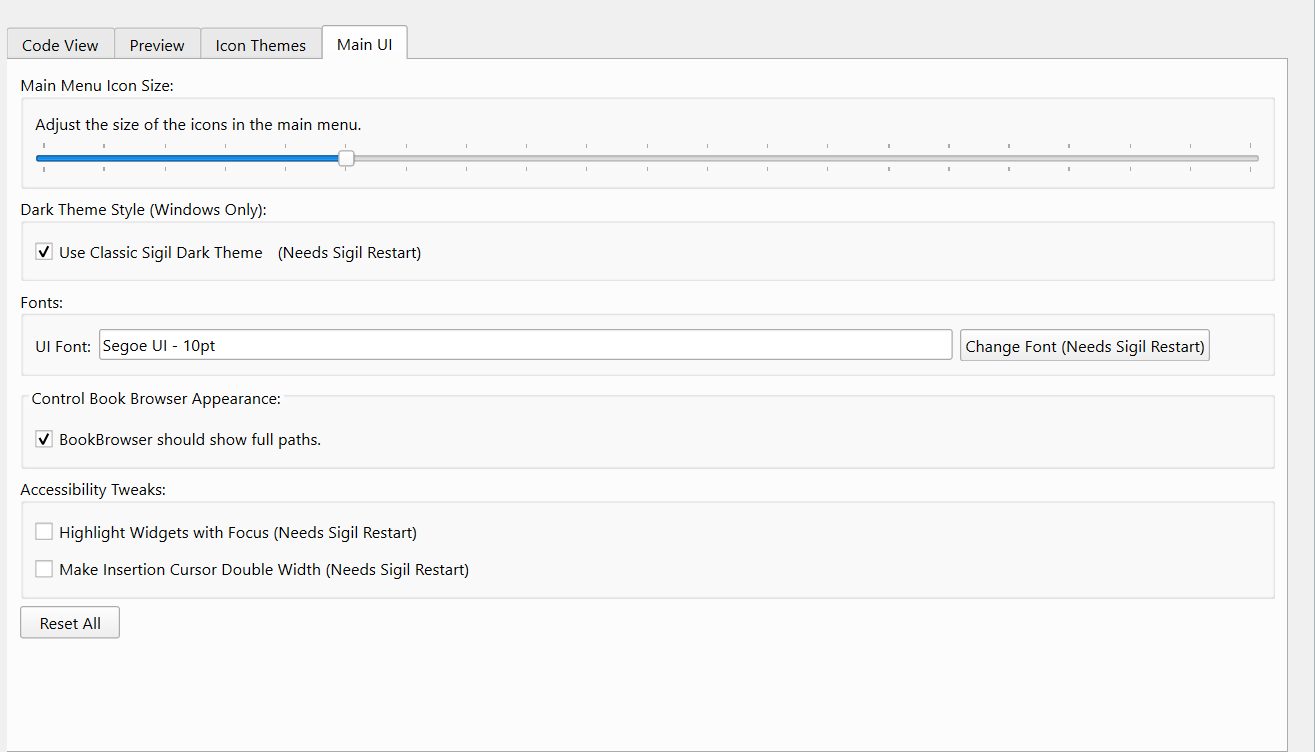 Code View Preview Icon Themes Main UI
Main Menu Icon Size:
Adjust the size of the icons in the main menu.
Dark Theme Style (Windows Only):
Use Classic Sigil Dark Theme (Needs Sigil Restart)
Fonts:
UI Font: Segoe UI - 10pt Change Font (Needs Sigil Restart)
Control Book Browser Appearance:
BookBrowser should show full paths.
Accessibility Tweaks:
Highlight Widgets with Focus (Needs Sigil Restart)
Make Insertion Cursor Double Width (Needs Sigil Restart)
Reset All